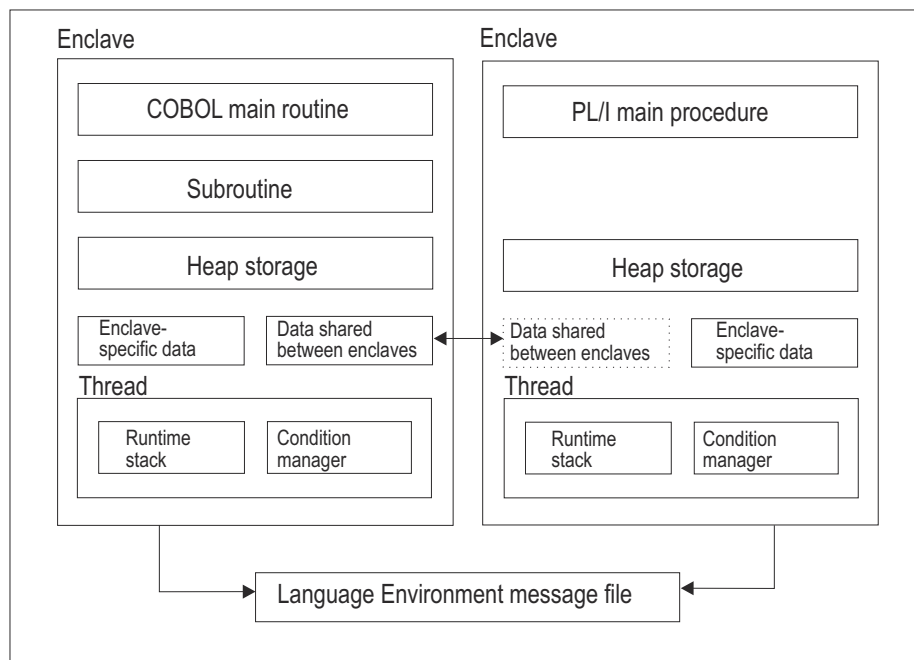 Enclave
COBOL main routine
Subroutine
Heap storage
Enclave-
specific data
Data shared
between enclaves
Thread
Runtime
stack
Condition
manager
Enclave
PL/I main procedure
Heap storage
Data shared
between enclaves
Enclave-
specific data
Thread
Runtime
stack
Condition
manager
Language Environment message file